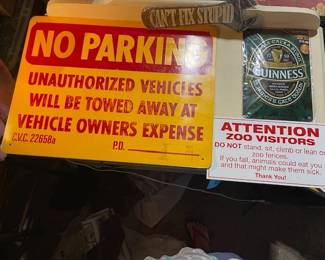 CAN'T FIX STUPID
NO PARKING
UNAUTHORIZED VEHICLES
WILL BE TOWED AWAY AT
VEHICLE OWNERS EXPENSE
C.V.C. 22658a
P.D.
GUINNESS
ATTENTION
ZOO VISITORS
DO NOT stand, sit, climb or lean on
zoo fences.
If you fall, animals could eat you
and that might make them sick.
Thank You!